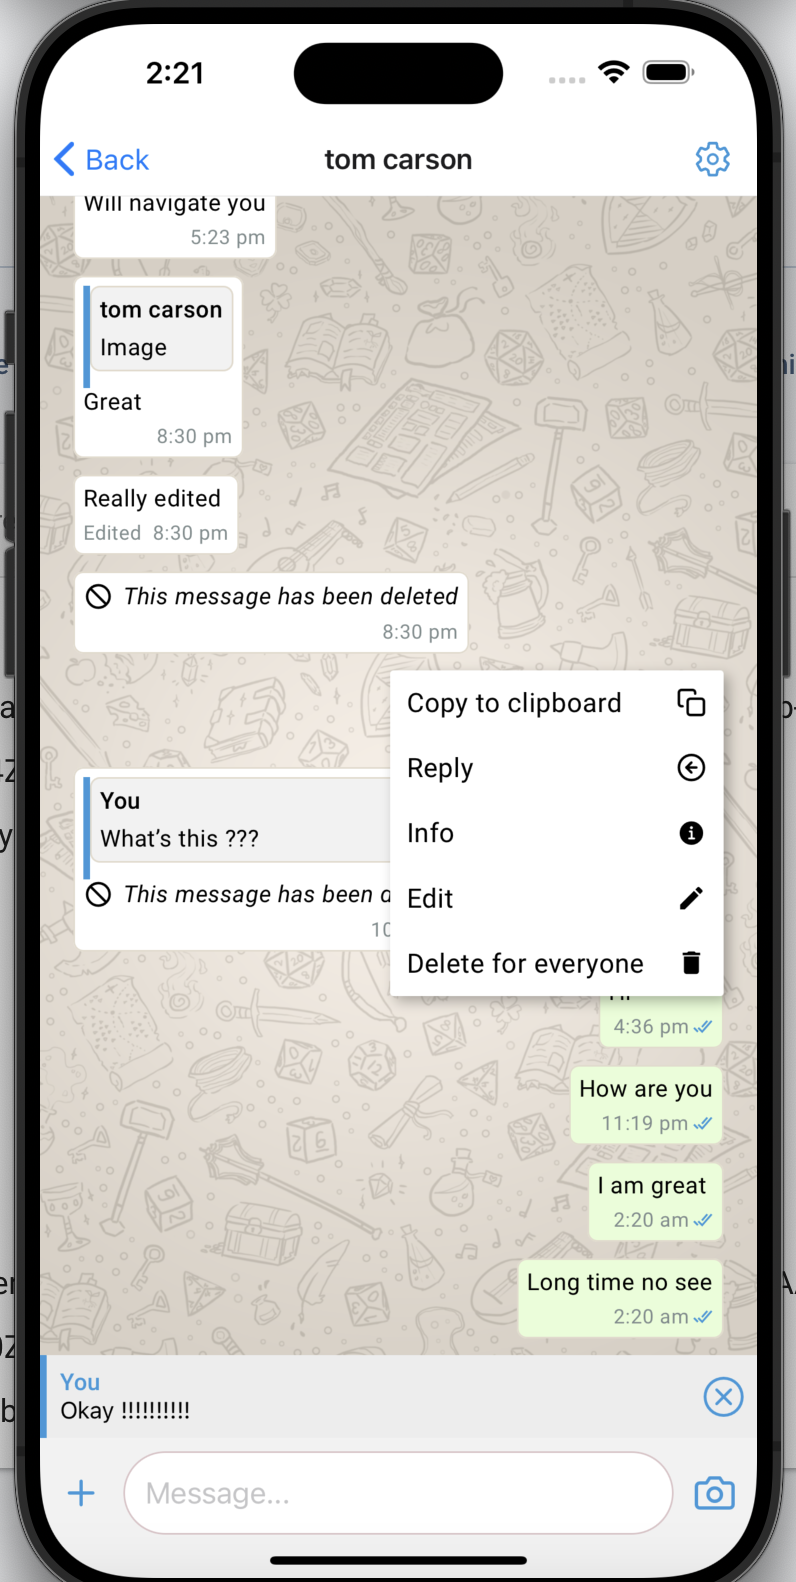 2:21
Back
tom carson
Will navigate you
5:23 pm
tom carson
Image
Great
8:30 pm
Really edited
Edited 8:30 pm
This message has been deleted
8:30 pm
Copy to clipboard
Reply
Info
Edit
Delete for everyone
You
What's this ???
This message has been
10
4:36 pm
How are you
11:19 pm
I am great
2:20 am
Long time no see
2:20 am
You
Okay !!!!!!!!!!
Message...